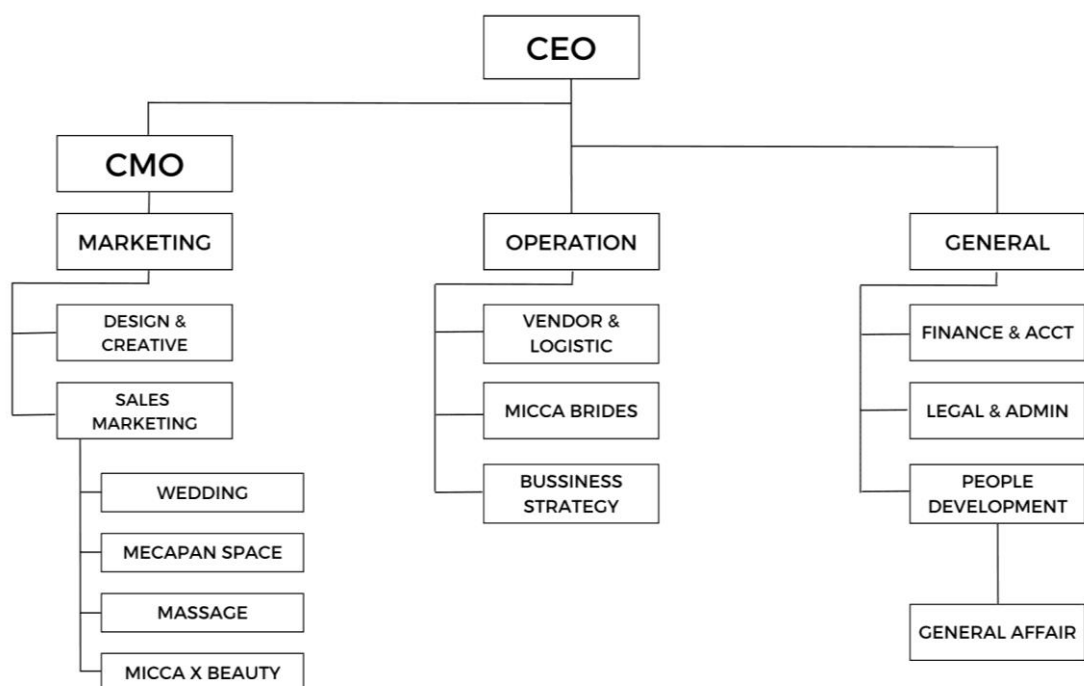 CEO
CMO
MARKETING
OPERATION
GENERAL
DESIGN &
CREATIVE
VENDOR &
LOGISTIC
FINANCE & ACCT
SALES
MARKETING
MICCA BRIDES
LEGAL & ADMIN
WEDDING
BUSSINESS
STRATEGY
PEOPLE
DEVELOPMENT
MECAPAN SPACE
MASSAGE
GENERAL AFFAIR
MICCA X BEAUTY